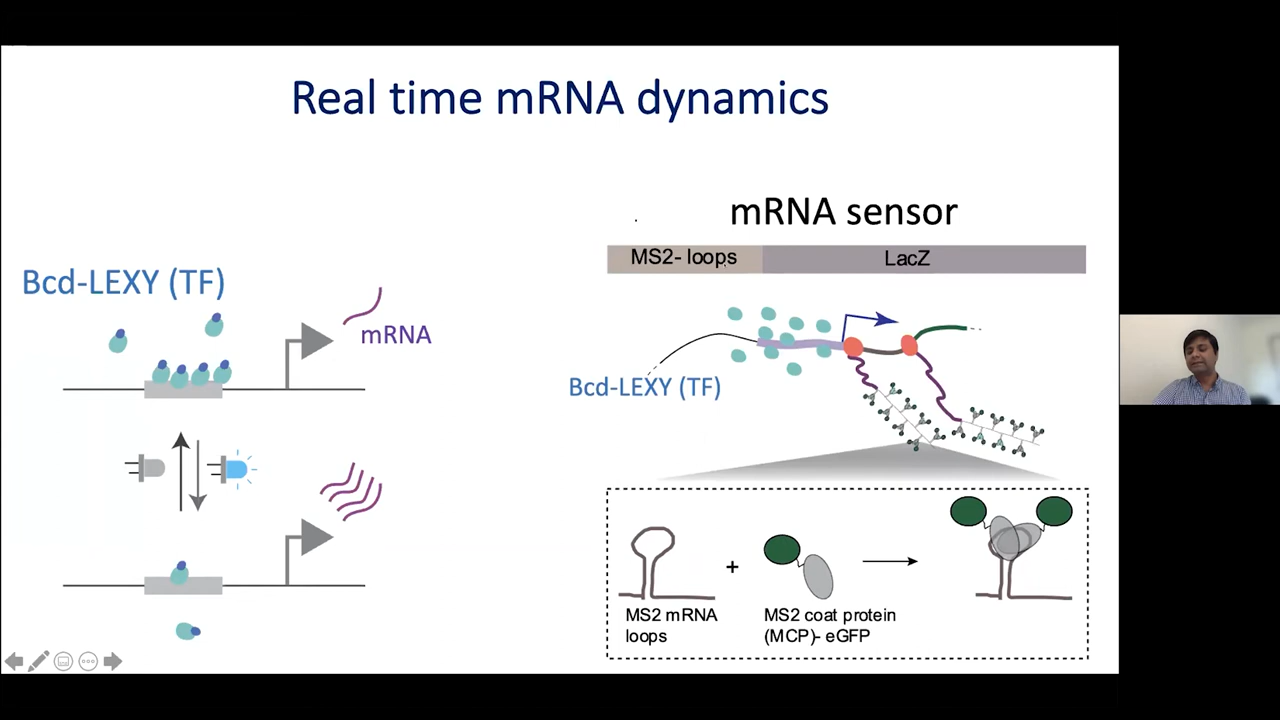 Real time mRNA dynamics
mRNA sensor
MS2- loops
LacZ
Bcd-LEXY (TF)
mRNA
Bcd-LEXY (TF)
MS2 mRNA
loops
+
MS2 coat protein
(MCP)- eGFP